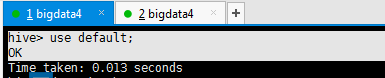 1 bigdata4 × 2 bigdata4 × +
hive> use default;
OK
Time taken: 0.013 seconds